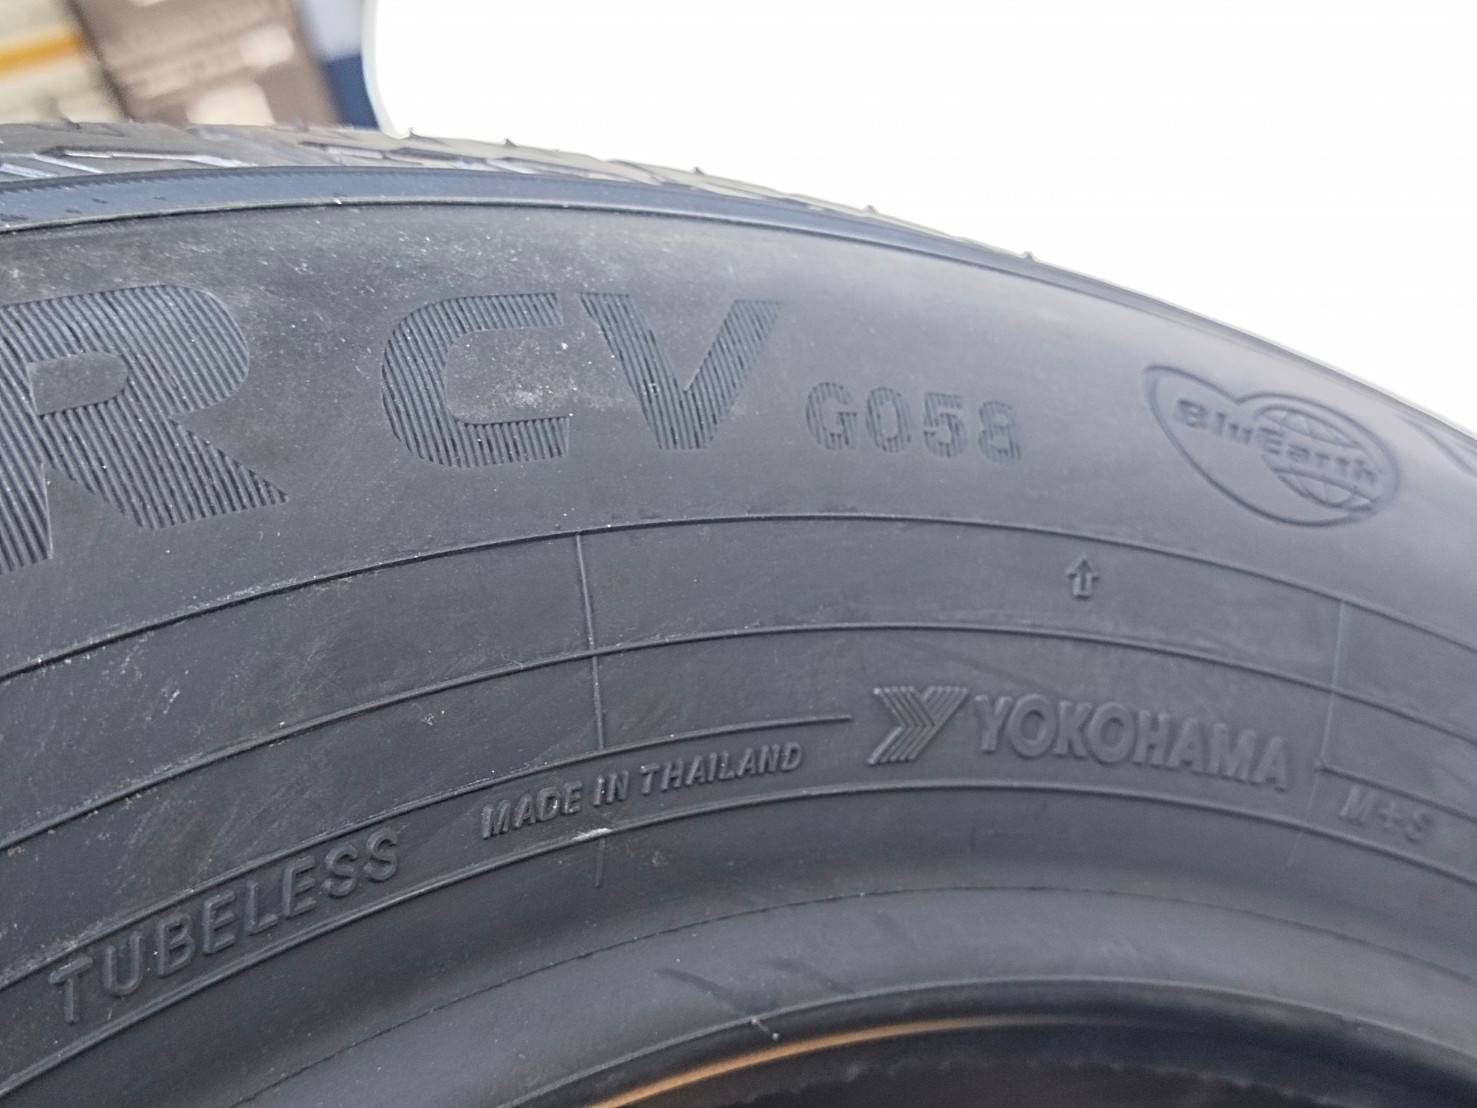 R CV G058
BluEarth
YOKOHAMA
M+S
MADE IN THAILAND
TUBELESS